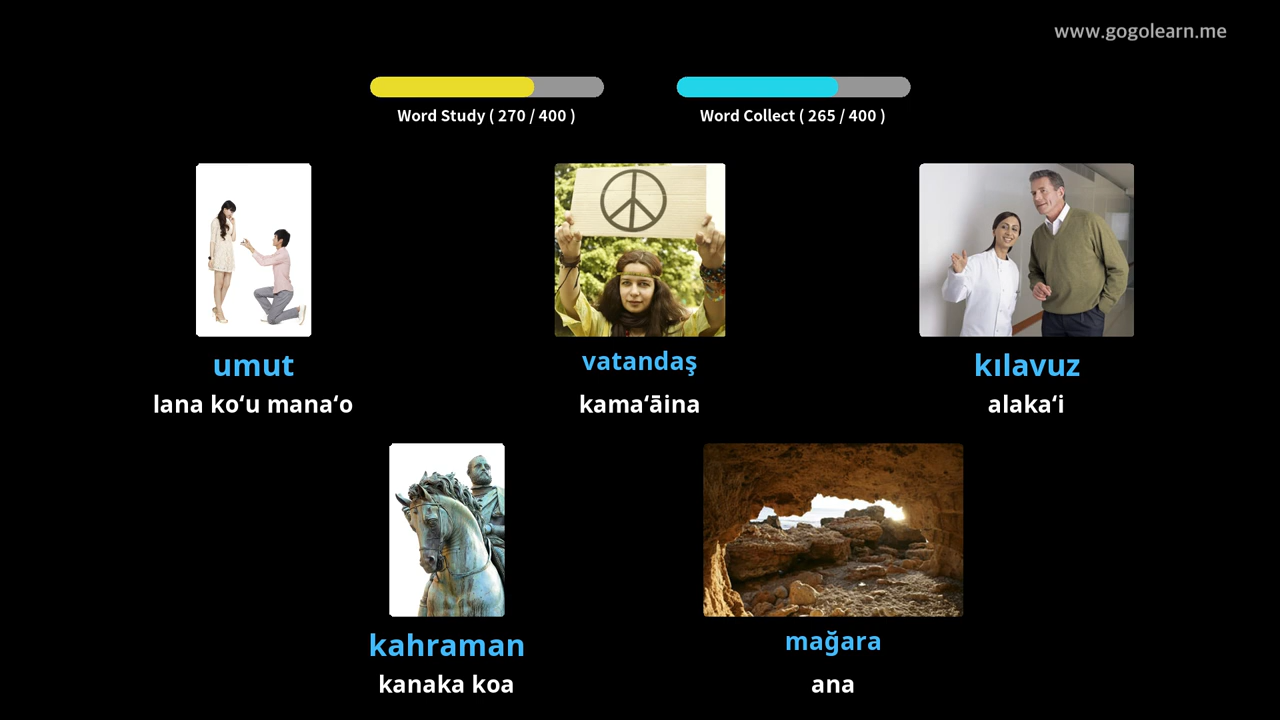 www.gogolearn.me
Word Study ( 270 / 400 )
Word Collect ( 265 / 400 )
umut
lana koʻu manaʻo
vatandaş
kamaʻāina
kılavuz
alakaʻi
kahraman
kanaka koa
mağara
ana